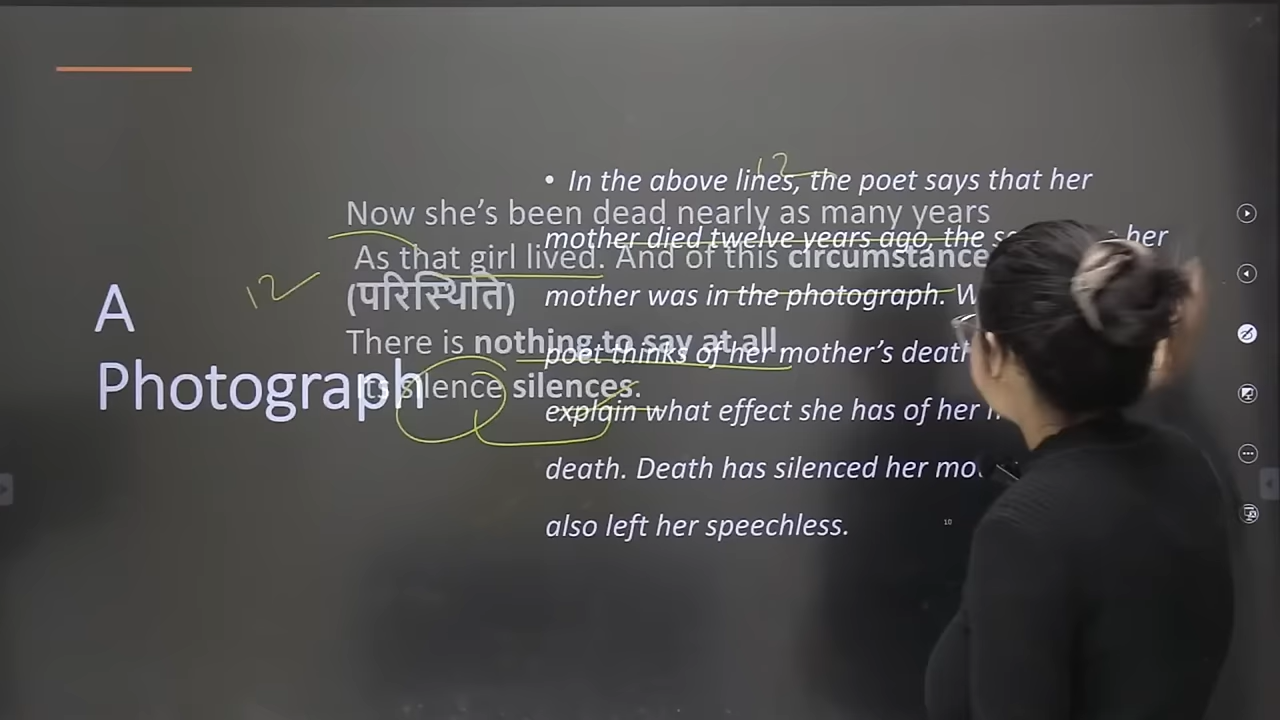 A
Photograph
12
Now she's been dead nearly as many years
As that girl lived. And of this circumstance
(परिस्थिति)
There is nothing to say at all
Its silence silences.
12
• In the above lines, the poet says that her
mother died twelve years ago, the her
mother was in the photograph.
poet thinks of her mother's death
explain what effect she has of her
death. Death has silenced her
also left her speechless.
10